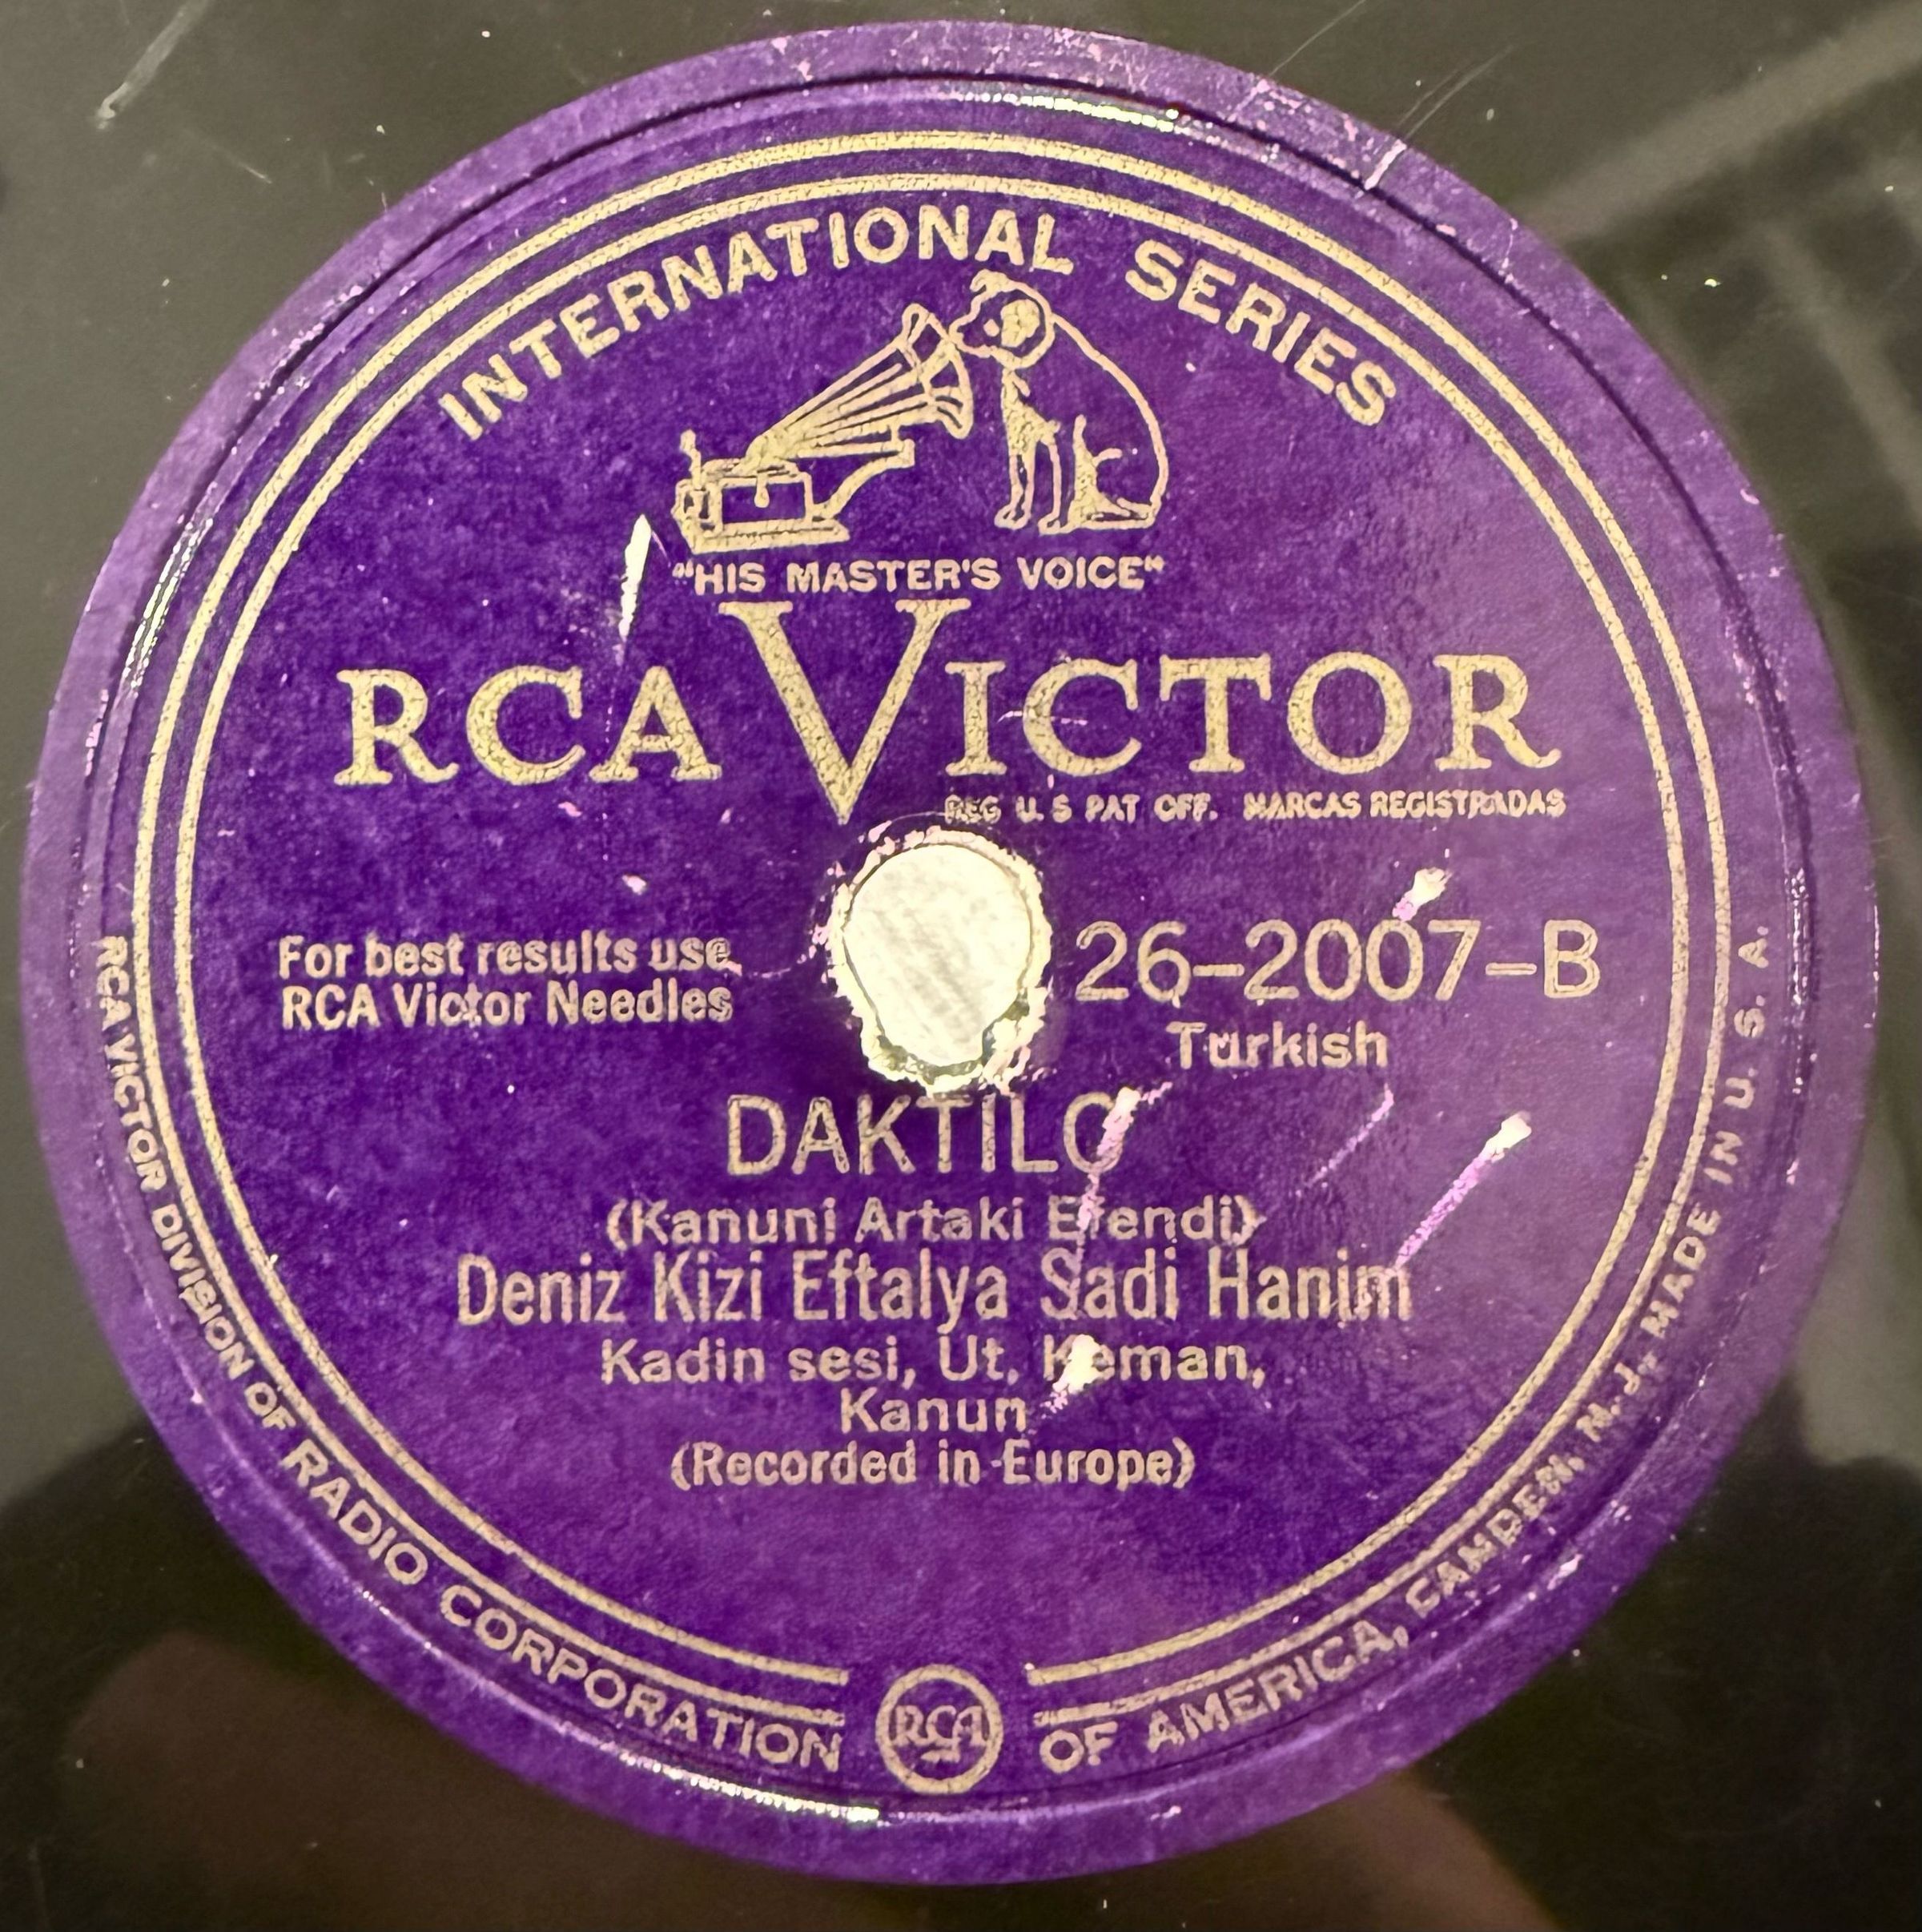 INTERNATIONAL SERIES
"HIS MASTER'S VOICE"
RCA VICTOR
REG U. S PAT OFF. MARCAS REGISTRADAS
For best results use
RCA Victor Needles
26-2007-B
Turkish
DAKTILO
(Kanuni Artaki Efendi)
Deniz Kizi Eftalya Sadi Hanim
Kadin sesi, Ut, Keman,
Kanun
(Recorded in Europe)
RCA VICTOR DIVISION OF RADIO CORPORATION OF AMERICA, CAMDEN, N.J., MADE IN U. S. A.
RCA